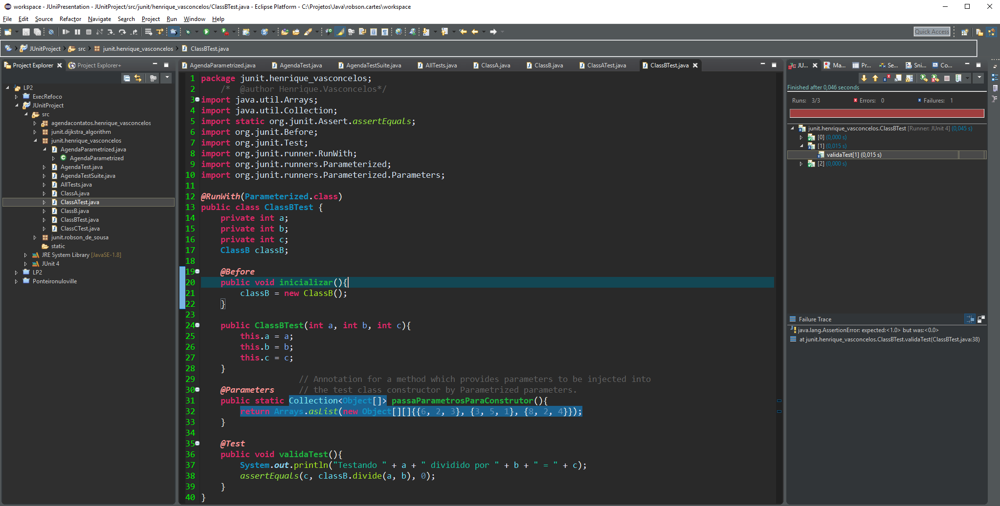 workspace - JUniPresentation - JUnitProject/src/junit/henrique_vasconcelos/ClassBTest.java - Eclipse Platform - C:\Projetos\Java\robson.cartes\workspace
File Edit Source Refactor Navigate Search Project Run Window Help
Quick Access
JUnitProject src junit.henrique_vasconcelos ClassBTest.java
Project Explorer Project Explorer+
LP2
ExecRefoco
JUnitProject
src
agendacontatos.henrique_vasconcelos
junit.dijkstra_algorithm
junit.henrique_vasconcelos
AgendaParametrized.java
AgendaParametrized
AgendaTest.java
AgendaTestSuite.java
AllTests.java
ClassA.java
ClassATest.java
ClassB.java
ClassBTest.java
ClassCTest.java
junit.robson_de_sousa
static
JRE System Library [JavaSE-1.8]
JUnit 4
LP2
Ponteironuloville
AgendaParametrized.java AgendaTest.java AgendaTestSuite.java AllTests.java ClassA.java ClassB.java ClassATest.java ClassBTest.java
1 package junit.henrique_vasconcelos;
2 /* @author Henrique.Vasconcelos*/
3 import java.util.Arrays;
4 import java.util.Collection;
5 import static org.junit.Assert.assertEquals;
6 import org.junit.Before;
7 import org.junit.Test;
8 import org.junit.runner.RunWith;
9 import org.junit.runners.Parameterized;
10 import org.junit.runners.Parameterized.Parameters;
11
12 @RunWith(Parameterized.class)
13 public class ClassBTest {
14 private int a;
15 private int b;
16 private int c;
17 ClassB classB;
18
19 @Before
20 public void inicializar(){
21 classB = new ClassB();
22 }
23
24 public ClassBTest(int a, int b, int c){
25 this.a = a;
26 this.b = b;
27 this.c = c;
28 }
29 // Annotation for a method which provides parameters to be injected into
30 @Parameters // the test class constructor by Parametrized parameters.
31 public static Collection<Object[]> passaParametrosParaConstrutor(){
32 return Arrays.asList(new Object[][]{{6, 2, 3}, {3, 5, 1}, {8, 2, 4}});
33 }
34
35 @Test
36 public void validaTest(){
37 System.out.println("Testando " + a + " dividido por " + b + " = " + c);
38 assertEquals(c, classB.divide(a, b), 0);
39 }
40 }
JU... Ma... Pr... Se... Sni... Co...
Finished after 0,046 seconds
Runs: 3/3 Errors: 0 Failures: 1
junit.henrique_vasconcelos.ClassBTest [Runner: JUnit 4] (0,045 s)
[0] (0,000 s)
[1] (0,015 s)
validaTest[1] (0,015 s)
[2] (0,000 s)
Failure Trace
java.lang.AssertionError: expected:<1.0> but was:<0.0>
at junit.henrique_vasconcelos.ClassBTest.validaTest(ClassBTest.java:38)